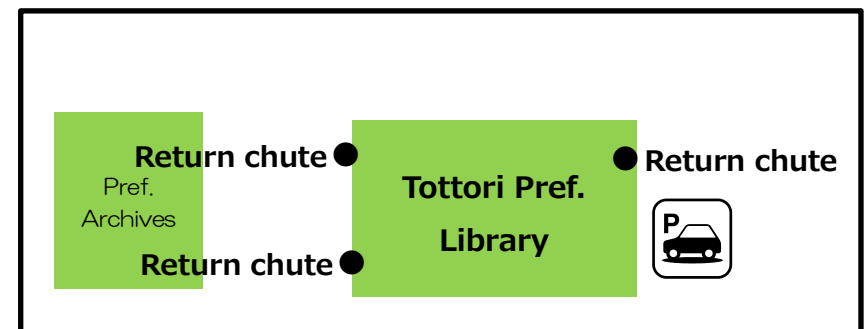 Return chute
Return chute
Pref.
Archives
Tottori Pref.
Library
P
Return chute